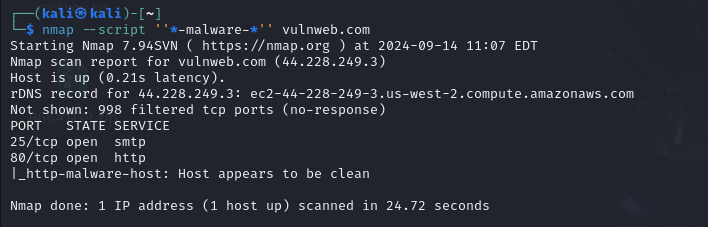 ┌──(kali㉿kali)-[~]
└─$ nmap --script ''*-malware-*'' vulnweb.com
Starting Nmap 7.94SVN ( https://nmap.org ) at 2024-09-14 11:07 EDT
Nmap scan report for vulnweb.com (44.228.249.3)
Host is up (0.21s latency).
rDNS record for 44.228.249.3: ec2-44-228-249-3.us-west-2.compute.amazonaws.com
Not shown: 998 filtered tcp ports (no-response)
PORT   STATE SERVICE
25/tcp open  smtp
80/tcp open  http
|_http-malware-host: Host appears to be clean

Nmap done: 1 IP address (1 host up) scanned in 24.72 seconds